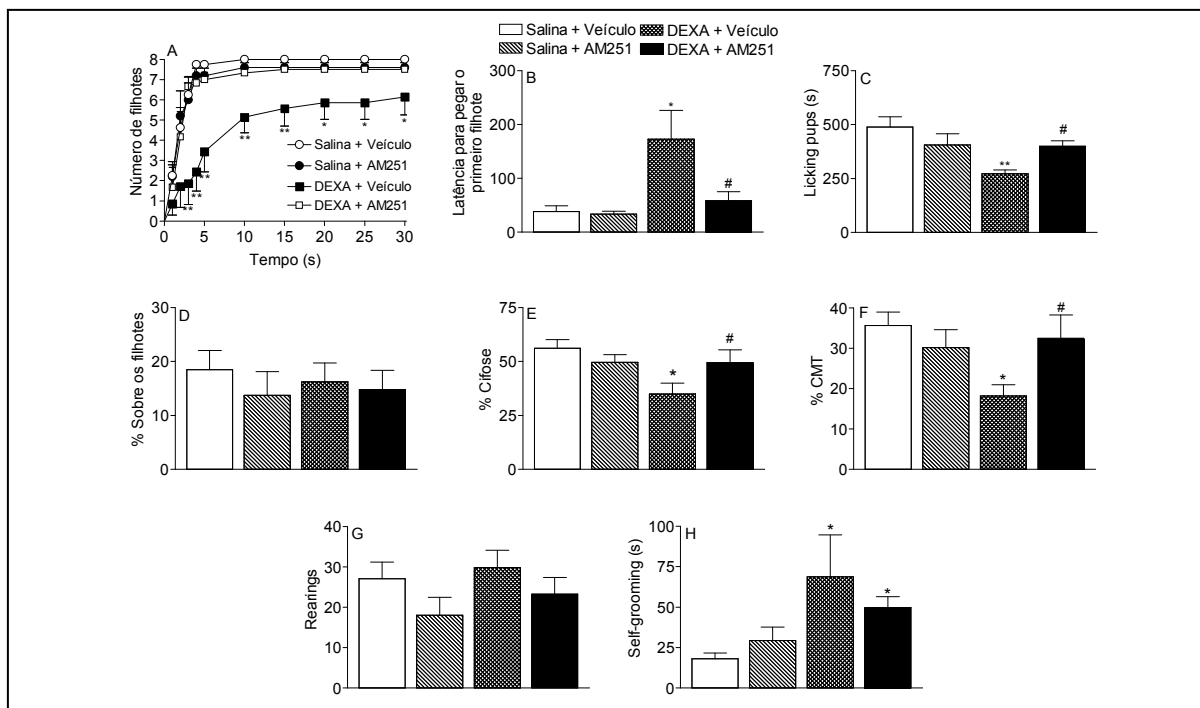 Salina + Veículo
DEXA + Veículo
Salina + AM251
DEXA + AM251
A
Número de filhotes
8
7
6
5
4
3
2
1
0
**
**
**
**
**
*
*
*
Salina + Veículo
Salina + AM251
DEXA + Veículo
DEXA + AM251
0
5
10
15
20
25
30
Tempo (s)
B
Latência para pegar o
primeiro filhote
300
200
100
0
*
#
C
Licking pups (s)
750
500
250
0
**
#
D
% Sobre os filhotes
30
20
10
0
E
% Cifose
75
50
25
0
*
#
F
% CMT
40
30
20
10
0
*
#
G
Rearings
40
30
20
10
0
H
Self-grooming (s)
100
75
50
25
0
*
*